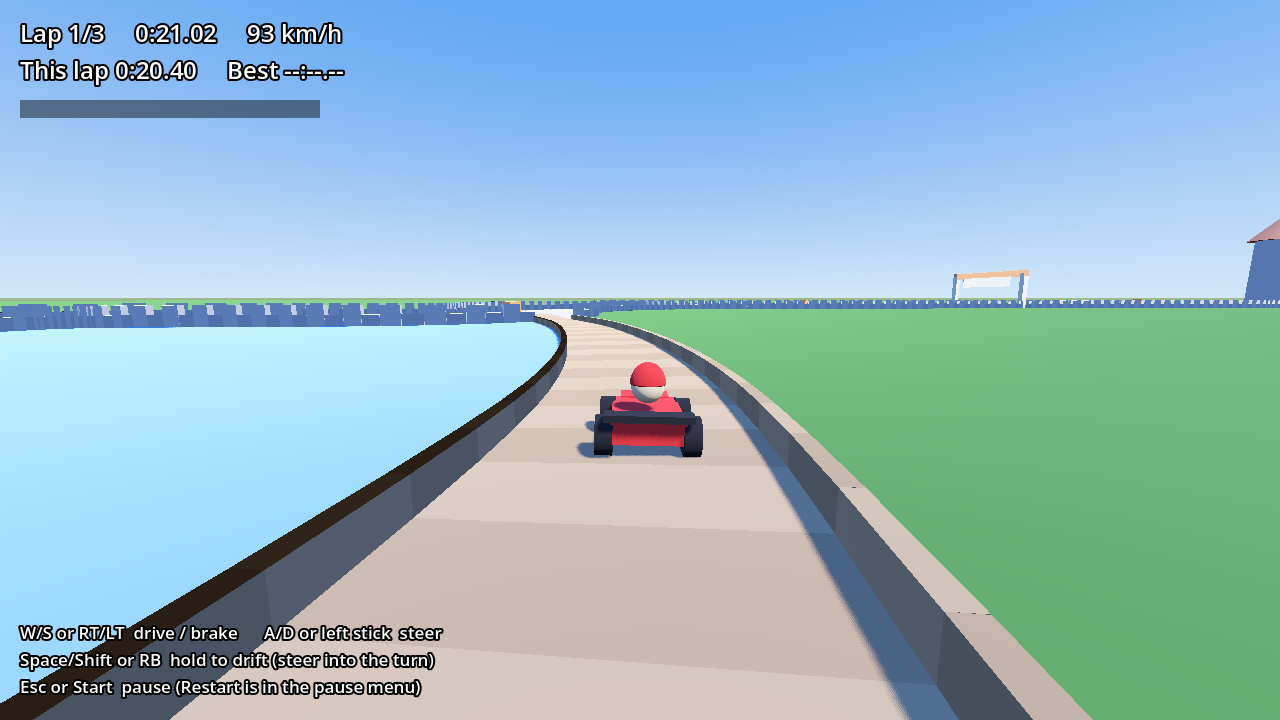 Lap 1/3 0:21.02 93 km/h
This lap 0:20.40 Best --:--.--
W/S or RT/LT drive / brake A/D or left stick steer
Space/Shift or RB hold to drift (steer into the turn)
Esc or Start pause (Restart is in the pause menu)